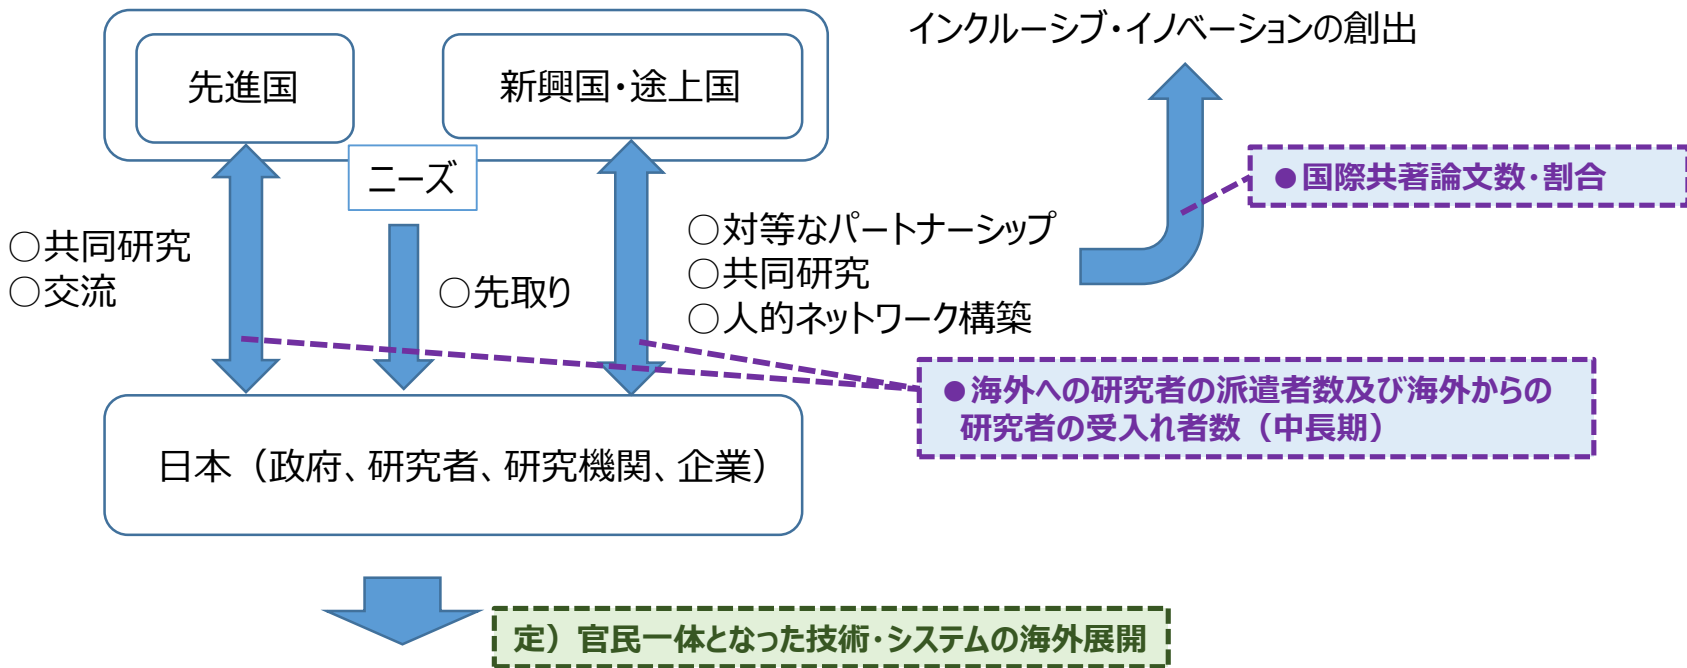 インクルーシブ・イノベーションの創出
先進国
新興国・途上国
ニーズ
●国際共著論文数・割合
○共同研究
○交流
○先取り
○対等なパートナーシップ
○共同研究
○人的ネットワーク構築
●海外への研究者の派遣者数及び海外からの
研究者の受入れ者数（中長期）
日本（政府、研究者、研究機関、企業）
定）官民一体となった技術・システムの海外展開